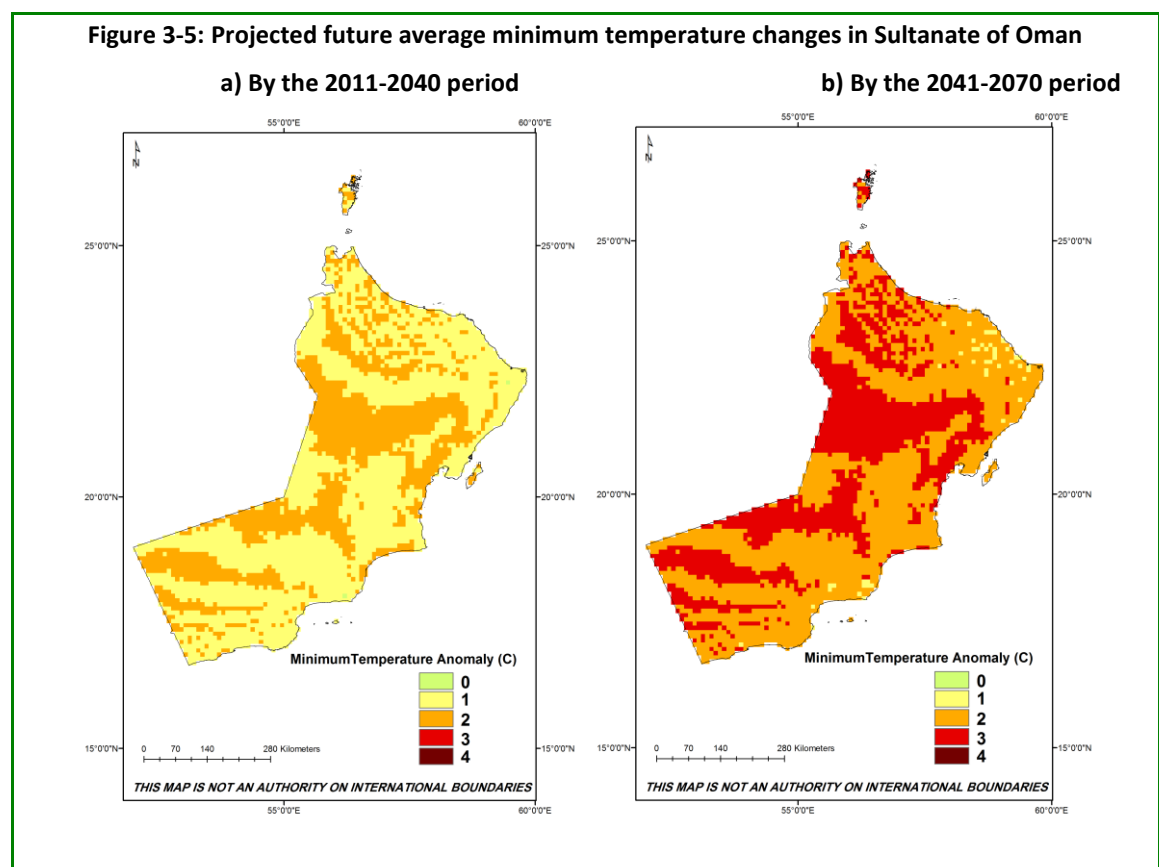 Figure 3-5: Projected future average minimum temperature changes in Sultanate of Oman
a) By the 2011-2040 period
55°0'0"E
60°0'0"E
N
25°0'0"N
25°0'0"N
20°0'0"N
20°0'0"N
MinimumTemperature Anomaly (C)
0
1
2
3
4
15°0'0"N
15°0'0"N
0 70 140 280 Kilometers
THIS MAP IS NOT AN AUTHORITY ON INTERNATIONAL BOUNDARIES
55°0'0"E
60°0'0"E
b) By the 2041-2070 period
55°0'0"E
60°0'0"E
N
25°0'0"N
25°0'0"N
20°0'0"N
20°0'0"N
MinimumTemperature Anomaly (C)
0
1
2
3
4
15°0'0"N
15°0'0"N
0 70 140 280 Kilometers
THIS MAP IS NOT AN AUTHORITY ON INTERNATIONAL BOUNDARIES
55°0'0"E
60°0'0"E